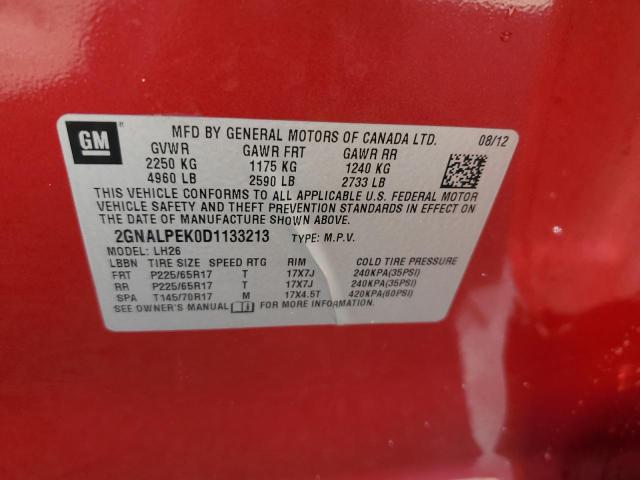 GM
MFD BY GENERAL MOTORS OF CANADA LTD. 08/12
GVWR GAWR FRT GAWR RR
2250 KG 1175 KG 1240 KG
4960 LB 2590 LB 2733 LB
THIS VEHICLE CONFORMS TO ALL APPLICABLE U.S. FEDERAL MOTOR
VEHICLE SAFETY AND THEFT PREVENTION STANDARDS IN EFFECT ON
THE DATE OF MANUFACTURE SHOWN ABOVE.
2GNALPEK0D1133213 TYPE: M.P.V.
MODEL: LH26
LBBN TIRE SIZE SPEED RTG RIM COLD TIRE PRESSURE
FRT P225/65R17 T 17X7J 240KPA(35PSI)
RR P225/65R17 T 17X7J 240KPA(35PSI)
SPA T145/70R17 M 17X4.5T 420KPA(60PSI)
SEE OWNER'S MANUAL FOR MORE INFORMATION.